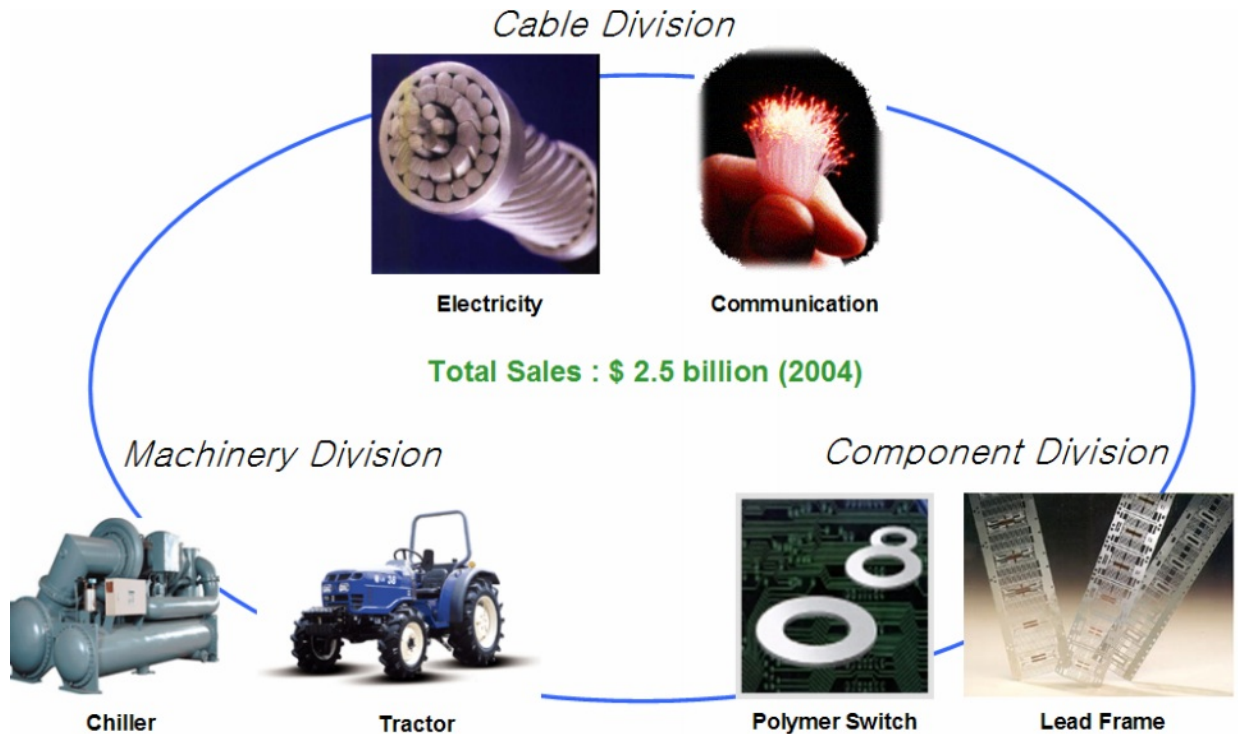 Cable Division
Electricity
Communication
Total Sales : $ 2.5 billion (2004)
Machinery Division
Component Division
Chiller
Tractor
Polymer Switch
Lead Frame